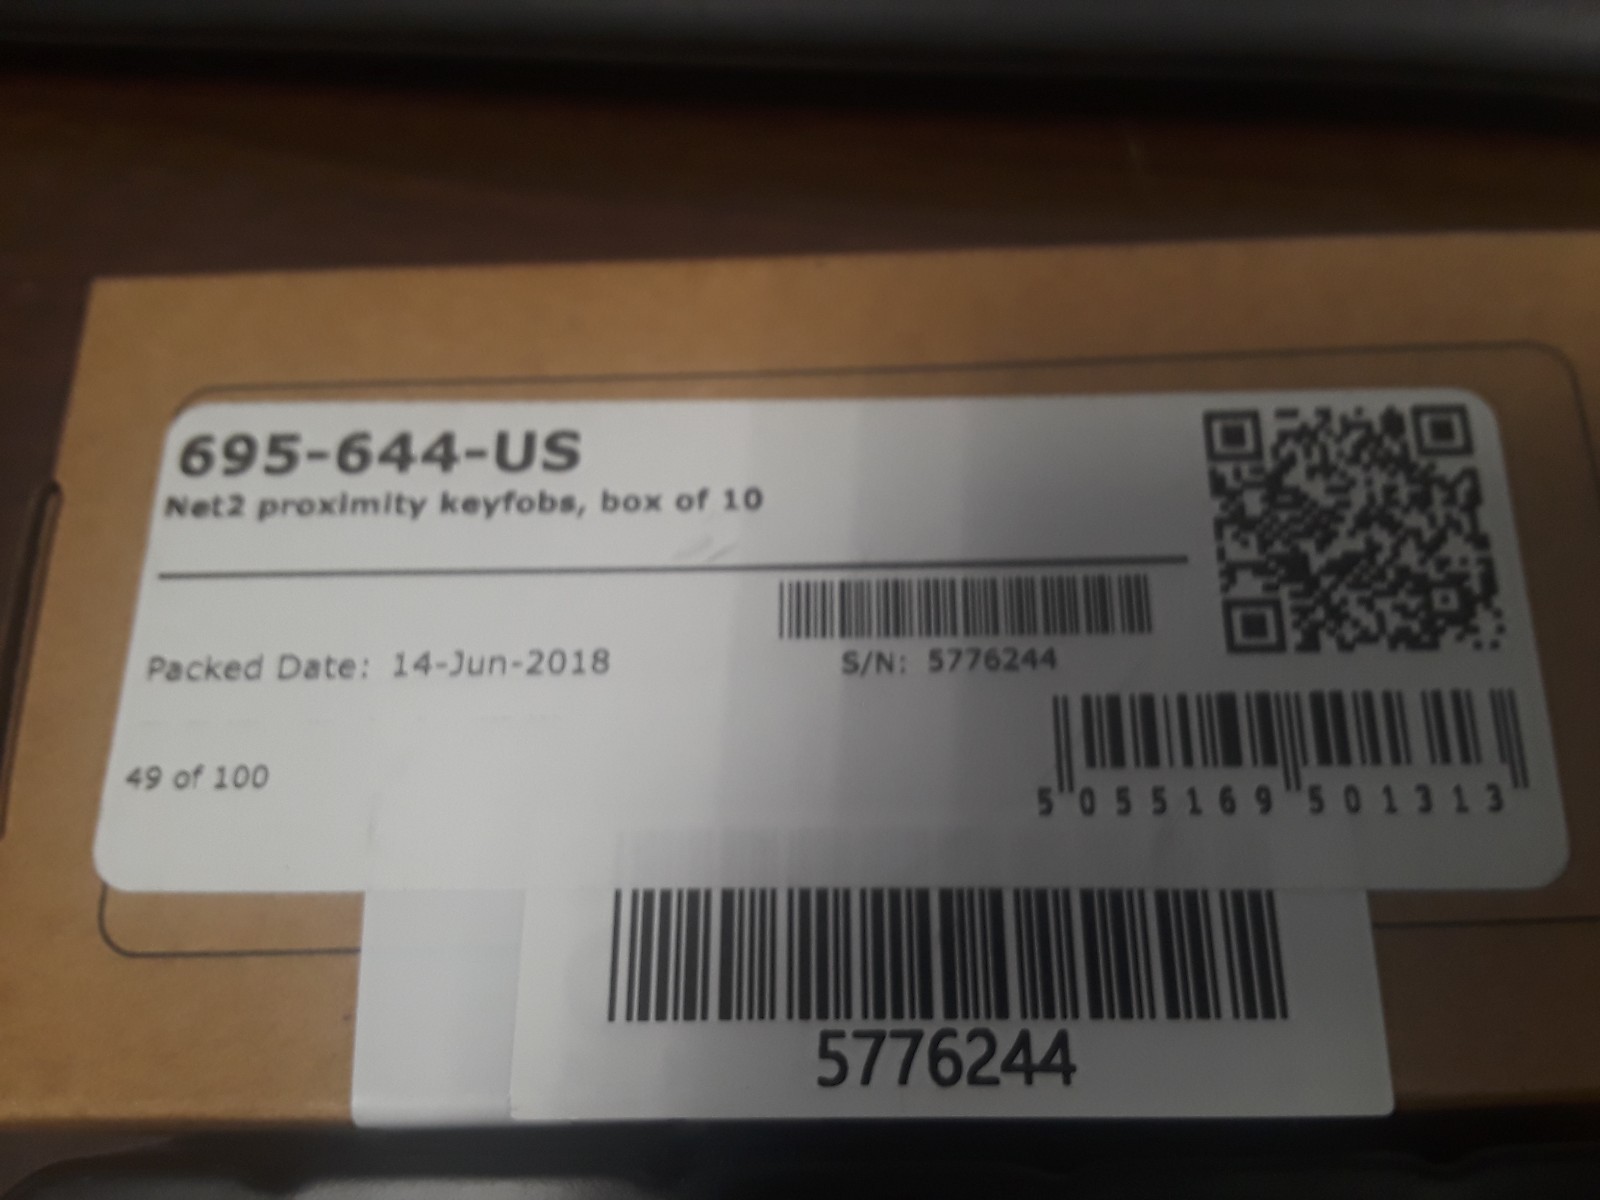 695-644-US
Net2 proximity keyfobs, box of 10
Packed Date: 14-Jun-2018
S/N: 5776244
49 of 100
5 055169 501313
5776244